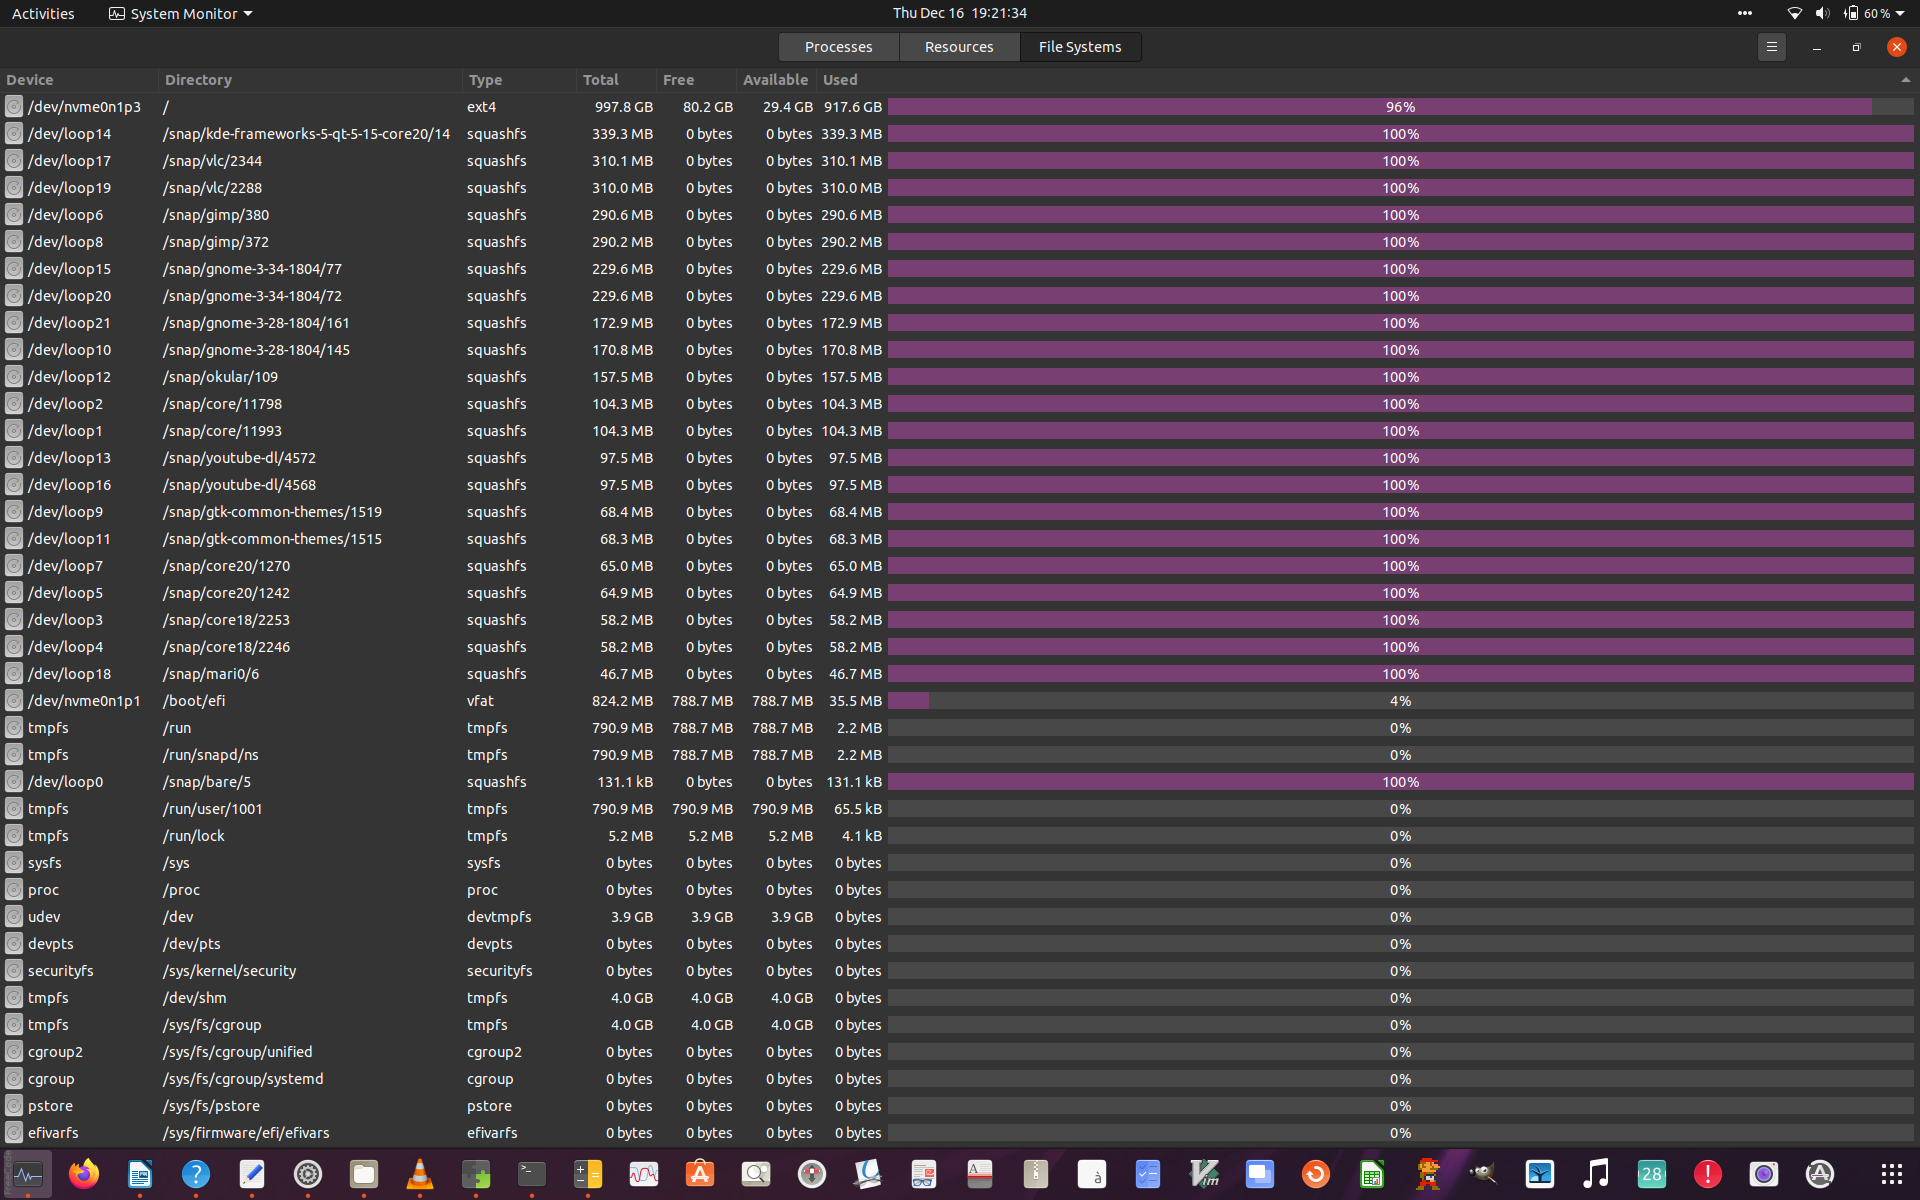 Activities System Monitor Thu Dec 16 19:21:34 60 %
Processes Resources File Systems
Device Directory Type Total Free Available Used
/dev/nvme0n1p3 / ext4 997.8 GB 80.2 GB 29.4 GB 917.6 GB 96%
/dev/loop14 /snap/kde-frameworks-5-qt-5-15-core20/14 squashfs 339.3 MB 0 bytes 0 bytes 339.3 MB 100%
/dev/loop17 /snap/vlc/2344 squashfs 310.1 MB 0 bytes 0 bytes 310.1 MB 100%
/dev/loop19 /snap/vlc/2288 squashfs 310.0 MB 0 bytes 0 bytes 310.0 MB 100%
/dev/loop6 /snap/gimp/380 squashfs 290.6 MB 0 bytes 0 bytes 290.6 MB 100%
/dev/loop8 /snap/gimp/372 squashfs 290.2 MB 0 bytes 0 bytes 290.2 MB 100%
/dev/loop15 /snap/gnome-3-34-1804/77 squashfs 229.6 MB 0 bytes 0 bytes 229.6 MB 100%
/dev/loop20 /snap/gnome-3-34-1804/72 squashfs 229.6 MB 0 bytes 0 bytes 229.6 MB 100%
/dev/loop21 /snap/gnome-3-28-1804/161 squashfs 172.9 MB 0 bytes 0 bytes 172.9 MB 100%
/dev/loop10 /snap/gnome-3-28-1804/145 squashfs 170.8 MB 0 bytes 0 bytes 170.8 MB 100%
/dev/loop12 /snap/okular/109 squashfs 157.5 MB 0 bytes 0 bytes 157.5 MB 100%
/dev/loop2 /snap/core/11798 squashfs 104.3 MB 0 bytes 0 bytes 104.3 MB 100%
/dev/loop1 /snap/core/11993 squashfs 104.3 MB 0 bytes 0 bytes 104.3 MB 100%
/dev/loop13 /snap/youtube-dl/4572 squashfs 97.5 MB 0 bytes 0 bytes 97.5 MB 100%
/dev/loop16 /snap/youtube-dl/4568 squashfs 97.5 MB 0 bytes 0 bytes 97.5 MB 100%
/dev/loop9 /snap/gtk-common-themes/1519 squashfs 68.4 MB 0 bytes 0 bytes 68.4 MB 100%
/dev/loop11 /snap/gtk-common-themes/1515 squashfs 68.3 MB 0 bytes 0 bytes 68.3 MB 100%
/dev/loop7 /snap/core20/1270 squashfs 65.0 MB 0 bytes 0 bytes 65.0 MB 100%
/dev/loop5 /snap/core20/1242 squashfs 64.9 MB 0 bytes 0 bytes 64.9 MB 100%
/dev/loop3 /snap/core18/2253 squashfs 58.2 MB 0 bytes 0 bytes 58.2 MB 100%
/dev/loop4 /snap/core18/2246 squashfs 58.2 MB 0 bytes 0 bytes 58.2 MB 100%
/dev/loop18 /snap/mari0/6 squashfs 46.7 MB 0 bytes 0 bytes 46.7 MB 100%
/dev/nvme0n1p1 /boot/efi vfat 824.2 MB 788.7 MB 788.7 MB 35.5 MB 4%
tmpfs /run tmpfs 790.9 MB 788.7 MB 788.7 MB 2.2 MB 0%
tmpfs /run/snapd/ns tmpfs 790.9 MB 788.7 MB 788.7 MB 2.2 MB 0%
/dev/loop0 /snap/bare/5 squashfs 131.1 kB 0 bytes 0 bytes 131.1 kB 100%
tmpfs /run/user/1001 tmpfs 790.9 MB 790.9 MB 790.9 MB 65.5 kB 0%
tmpfs /run/lock tmpfs 5.2 MB 5.2 MB 5.2 MB 4.1 kB 0%
sysfs /sys sysfs 0 bytes 0 bytes 0 bytes 0 bytes 0%
proc /proc proc 0 bytes 0 bytes 0 bytes 0 bytes 0%
udev /dev devtmpfs 3.9 GB 3.9 GB 3.9 GB 0 bytes 0%
devpts /dev/pts devpts 0 bytes 0 bytes 0 bytes 0 bytes 0%
securityfs /sys/kernel/security securityfs 0 bytes 0 bytes 0 bytes 0 bytes 0%
tmpfs /dev/shm tmpfs 4.0 GB 4.0 GB 4.0 GB 0 bytes 0%
tmpfs /sys/fs/cgroup tmpfs 4.0 GB 4.0 GB 4.0 GB 0 bytes 0%
cgroup2 /sys/fs/cgroup/unified cgroup2 0 bytes 0 bytes 0 bytes 0 bytes 0%
cgroup /sys/fs/cgroup/systemd cgroup 0 bytes 0 bytes 0 bytes 0 bytes 0%
pstore /sys/fs/pstore pstore 0 bytes 0 bytes 0 bytes 0 bytes 0%
efivarfs /sys/firmware/efi/efivars efivarfs 0 bytes 0 bytes 0 bytes 0 bytes 0%
28